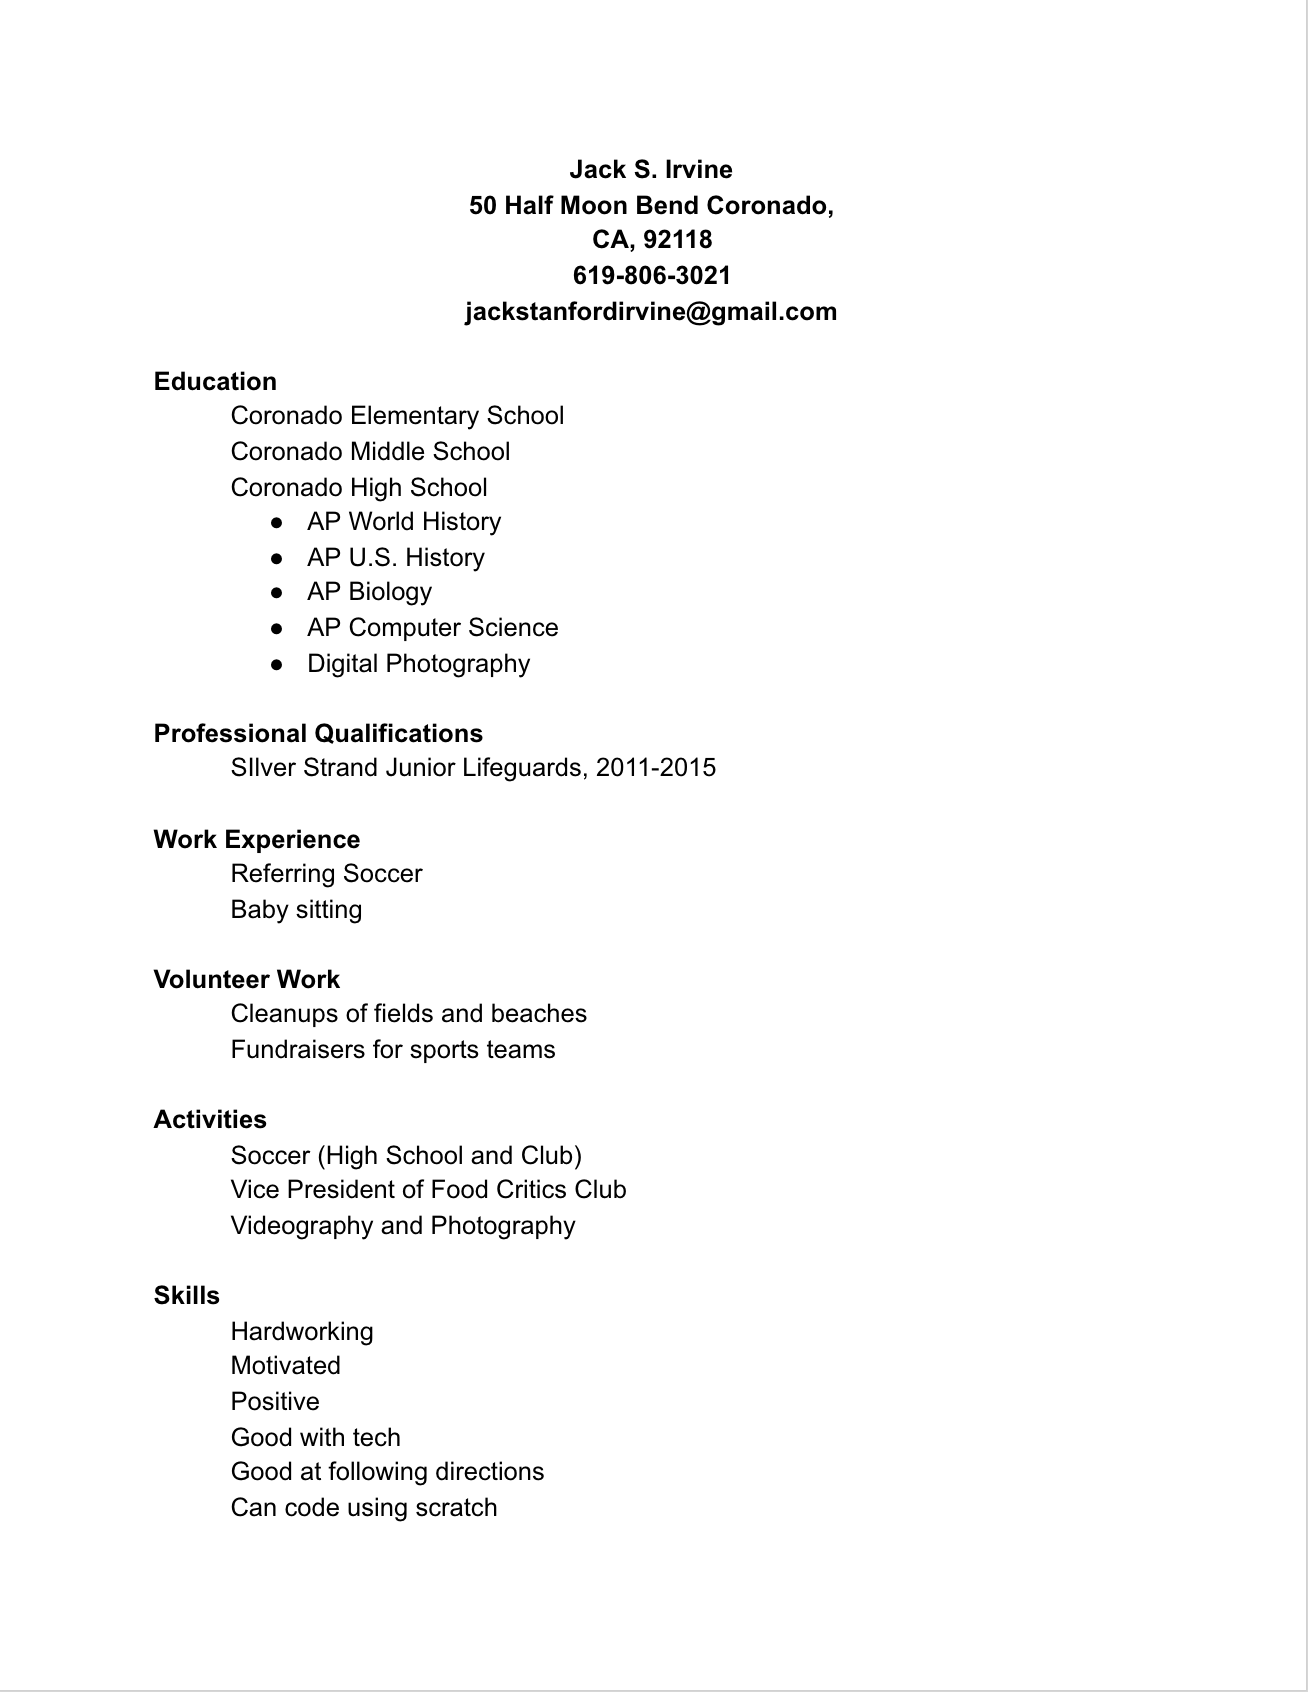 Jack S. Irvine
50 Half Moon Bend Coronado,
CA, 92118
619-806-3021
jackstanfordirvine@gmail.com
Education
Coronado Elementary School
Coronado Middle School
Coronado High School
● AP World History
● AP U.S. History
● AP Biology
● AP Computer Science
● Digital Photography
Professional Qualifications
SIlver Strand Junior Lifeguards, 2011-2015
Work Experience
Referring Soccer
Baby sitting
Volunteer Work
Cleanups of fields and beaches
Fundraisers for sports teams
Activities
Soccer (High School and Club)
Vice President of Food Critics Club
Videography and Photography
Skills
Hardworking
Motivated
Positive
Good with tech
Good at following directions
Can code using scratch